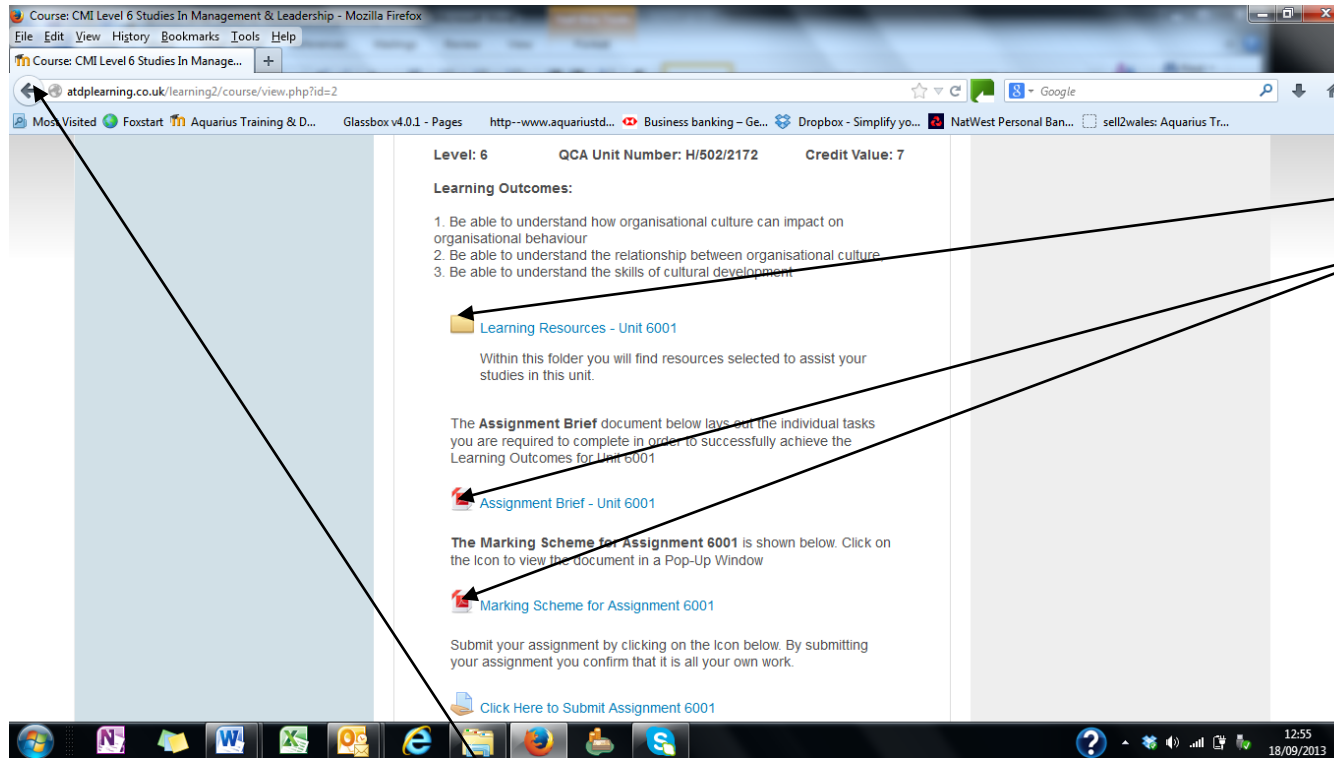 Course: CMI Level 6 Studies In Management & Leadership - Mozilla Firefox
File Edit View History Bookmarks Tools Help
Course: CMI Level 6 Studies In Manage... +
atdplearning.co.uk/learning2/course/view.php?id=2 Google
Most Visited Foxstart Aquarius Training & D... Glassbox v4.0.1 - Pages http--www.aquariustd... Business banking – Ge... Dropbox - Simplify yo... NatWest Personal Ban... sell2wales: Aquarius Tr...
Level: 6 QCA Unit Number: H/502/2172 Credit Value: 7
Learning Outcomes:
1. Be able to understand how organisational culture can impact on
organisational behaviour
2. Be able to understand the relationship between organisational culture,
3. Be able to understand the skills of cultural development
Learning Resources - Unit 6001
Within this folder you will find resources selected to assist your
studies in this unit.
The Assignment Brief document below lays out the individual tasks
you are required to complete in order to successfully achieve the
Learning Outcomes for Unit 6001
Assignment Brief - Unit 6001
The Marking Scheme for Assignment 6001 is shown below. Click on
the Icon to view the document in a Pop-Up Window
Marking Scheme for Assignment 6001
Submit your assignment by clicking on the Icon below. By submitting
your assignment you confirm that it is all your own work.
Click Here to Submit Assignment 6001
12:55
18/09/2013